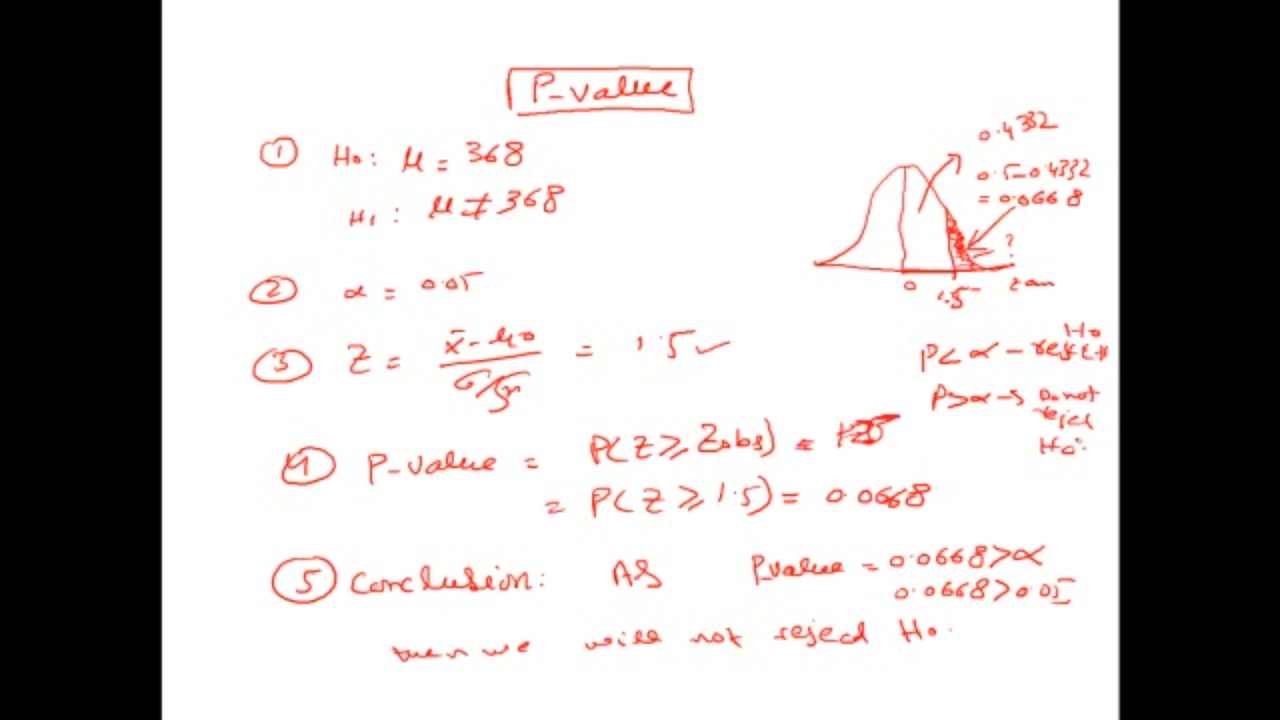 P-value
① H₀: μ = 368
H₁: μ ≠ 368
② α = 0.05
③ Z = (x̄ - μ₀) / (σ/√n) = 1.5 ✓
④ P-value = P(Z ≥ Zobs) =
= P(Z ≥ 1.5) = 0.0668
⑤ Conclusion: AS P.value = 0.0668 > α
0.0668 > 0.05
then we will not reject H₀.
0.4332
0.5-0.4332
= 0.0668
?
0 1.5
P < α - reject H₀
P > α → Do not
reject
H₀.